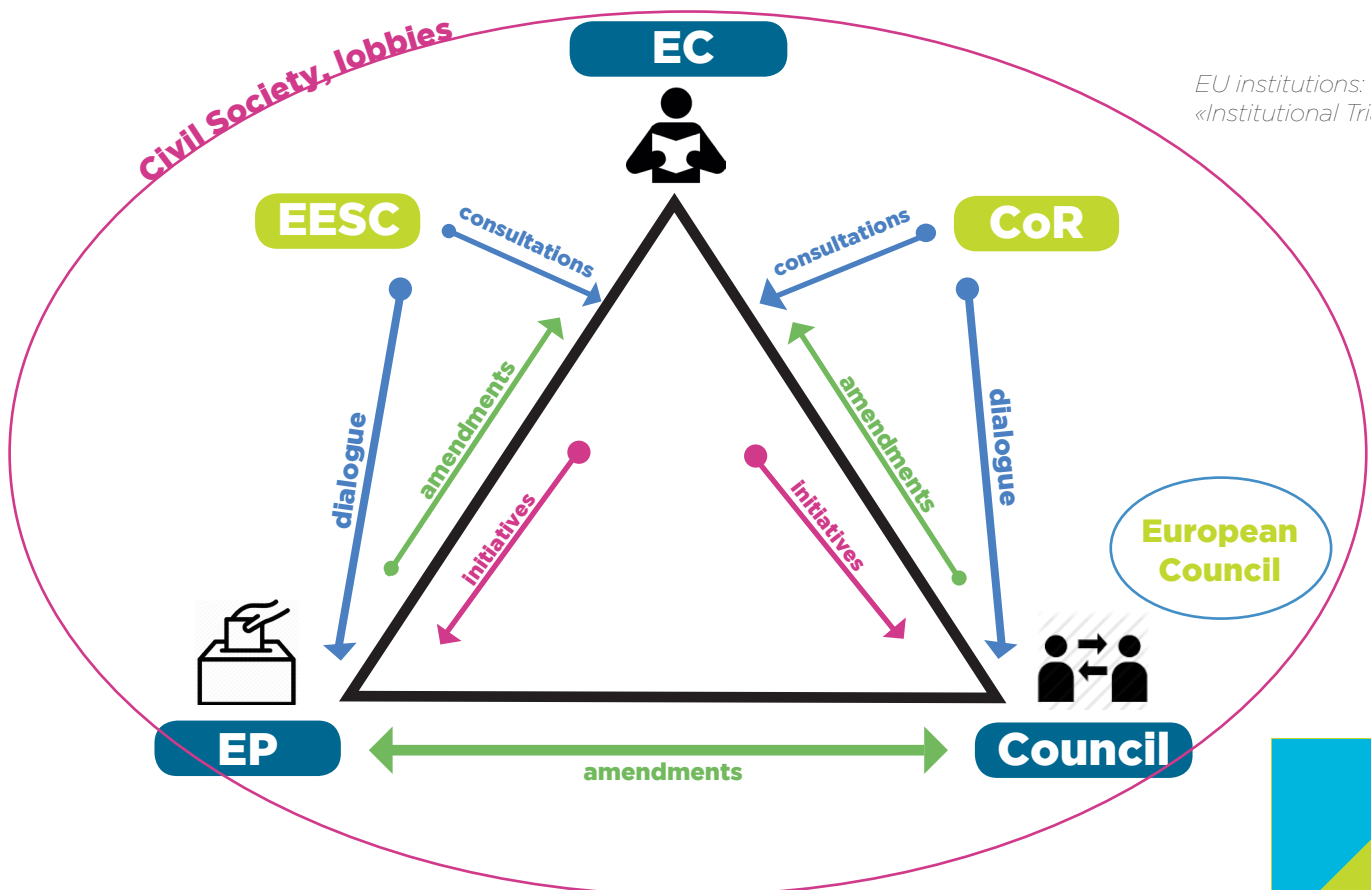 Civil Society, lobbies
EC
EU institutions:
«Institutional
EESC
CoR
consultations
consultations
dialogue
amendments
initiatives
initiatives
amendments
dialogue
European
Council
EP
Council
amendments